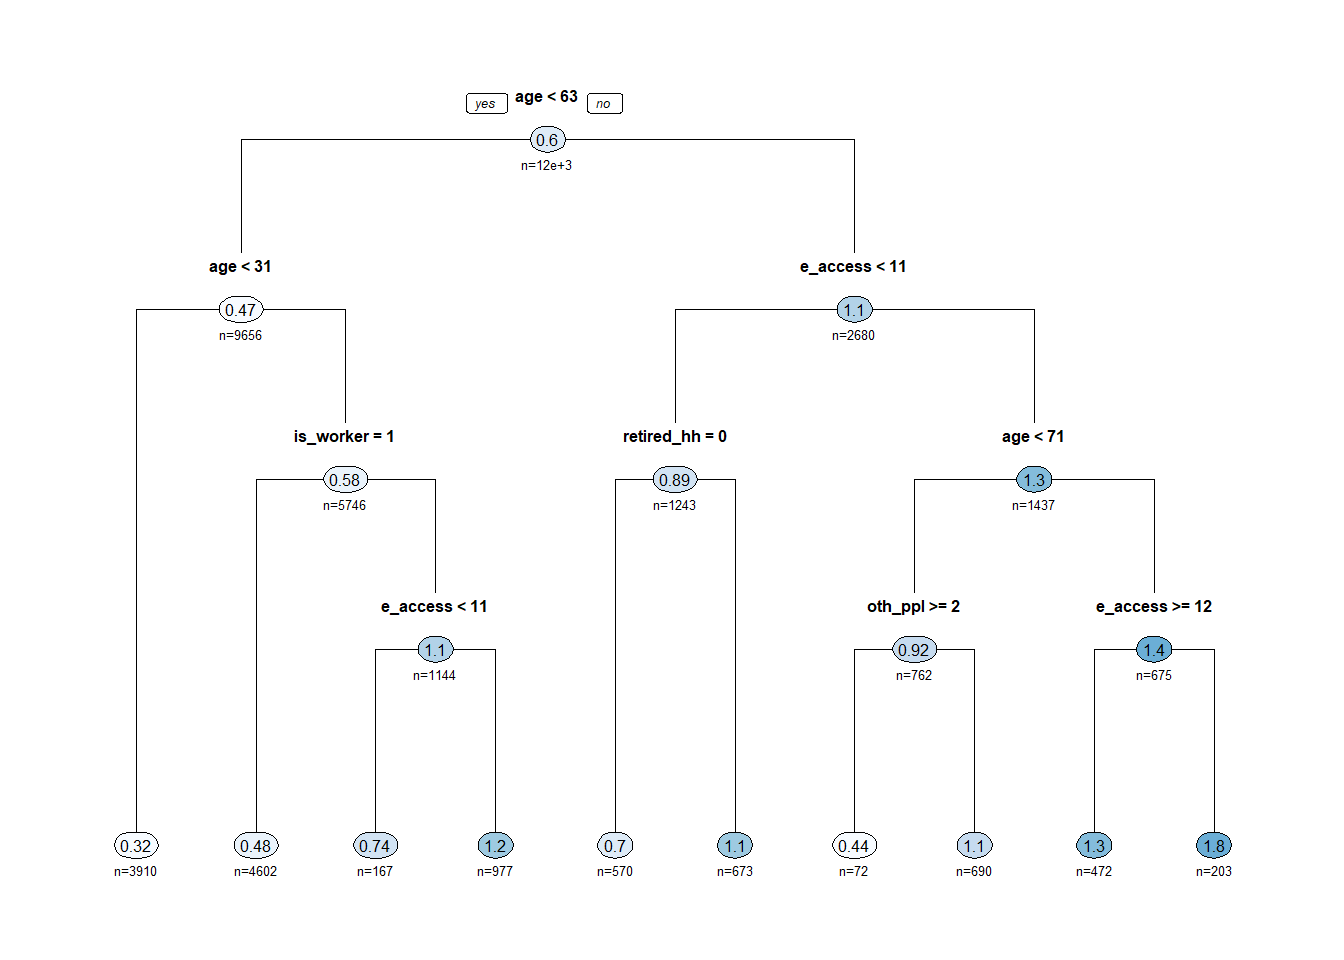 yes age < 63 no
0.6
n=12e+3
age < 31 e_access < 11
0.47 1.1
n=9656 n=2680
is_worker = 1 retired_hh = 0 age < 71
0.58 0.89 1.3
n=5746 n=1243 n=1437
e_access < 11 oth_ppl >= 2 e_access >= 12
1.1 0.92 1.4
n=1144 n=762 n=675
0.32 0.48 0.74 1.2 0.7 1.1 0.44 1.1 1.3 1.8
n=3910 n=4602 n=167 n=977 n=570 n=673 n=72 n=690 n=472 n=203